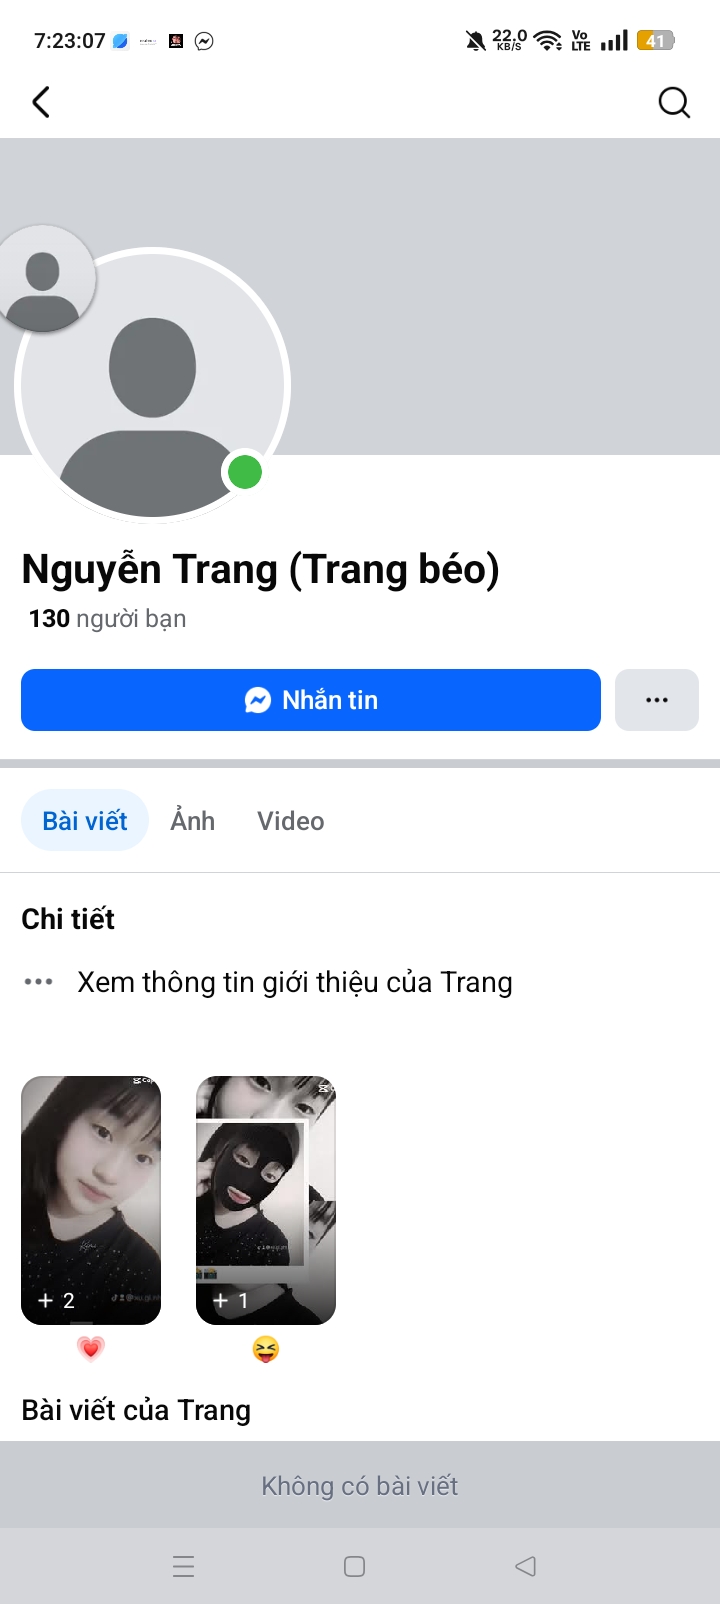 7:23:07 22.0 KB/S Vo LTE 41
Nguyễn Trang (Trang béo)
130 người bạn
Nhắn tin
Bài viết Ảnh Video
Chi tiết
Xem thông tin giới thiệu của Trang
+ 2
+ 1
Bài viết của Trang
Không có bài viết